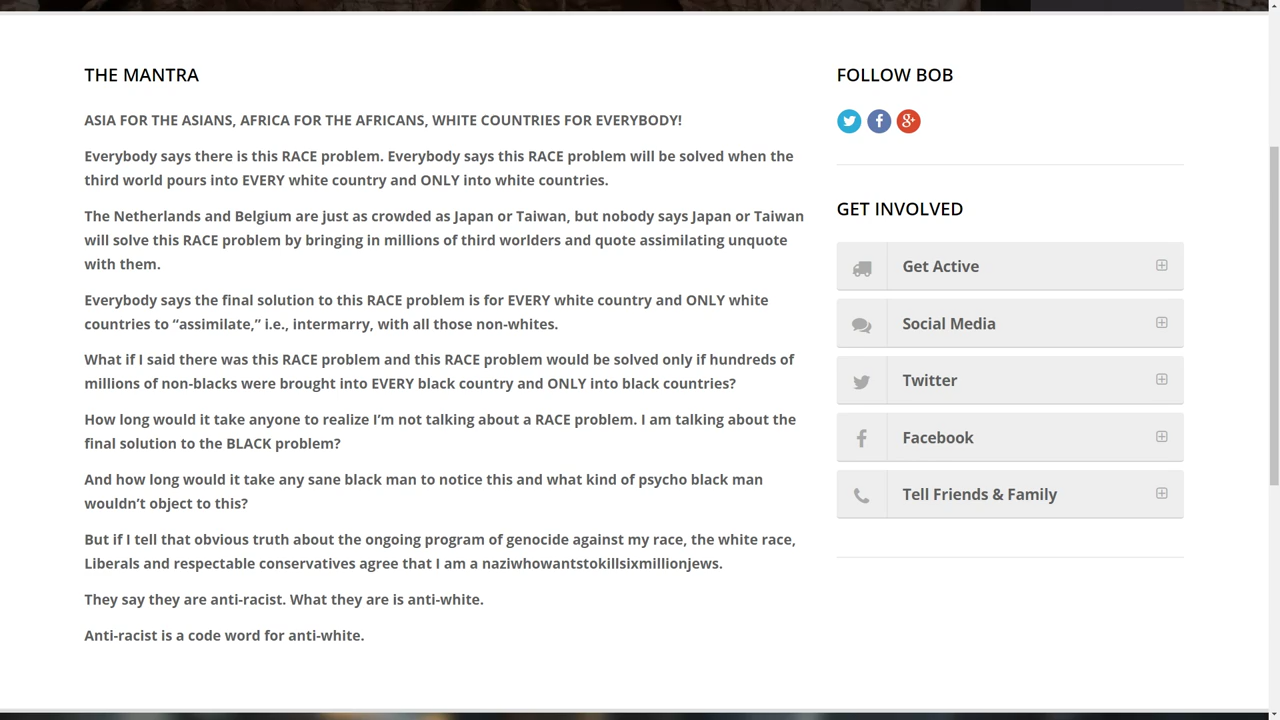 THE MANTRA
ASIA FOR THE ASIANS, AFRICA FOR THE AFRICANS, WHITE COUNTRIES FOR EVERYBODY!
Everybody says there is this RACE problem. Everybody says this RACE problem will be solved when the
third world pours into EVERY white country and ONLY into white countries.
The Netherlands and Belgium are just as crowded as Japan or Taiwan, but nobody says Japan or Taiwan
will solve this RACE problem by bringing in millions of third worlders and quote assimilating unquote
with them.
Everybody says the final solution to this RACE problem is for EVERY white country and ONLY white
countries to “assimilate,” i.e., intermarry, with all those non-whites.
What if I said there was this RACE problem and this RACE problem would be solved only if hundreds of
millions of non-blacks were brought into EVERY black country and ONLY into black countries?
How long would it take anyone to realize I’m not talking about a RACE problem. I am talking about the
final solution to the BLACK problem?
And how long would it take any sane black man to notice this and what kind of psycho black man
wouldn’t object to this?
But if I tell that obvious truth about the ongoing program of genocide against my race, the white race,
Liberals and respectable conservatives agree that I am a naziwhowantstokillsixmillionjews.
They say they are anti-racist. What they are is anti-white.
Anti-racist is a code word for anti-white.
FOLLOW BOB
GET INVOLVED
Get Active
Social Media
Twitter
Facebook
Tell Friends & Family